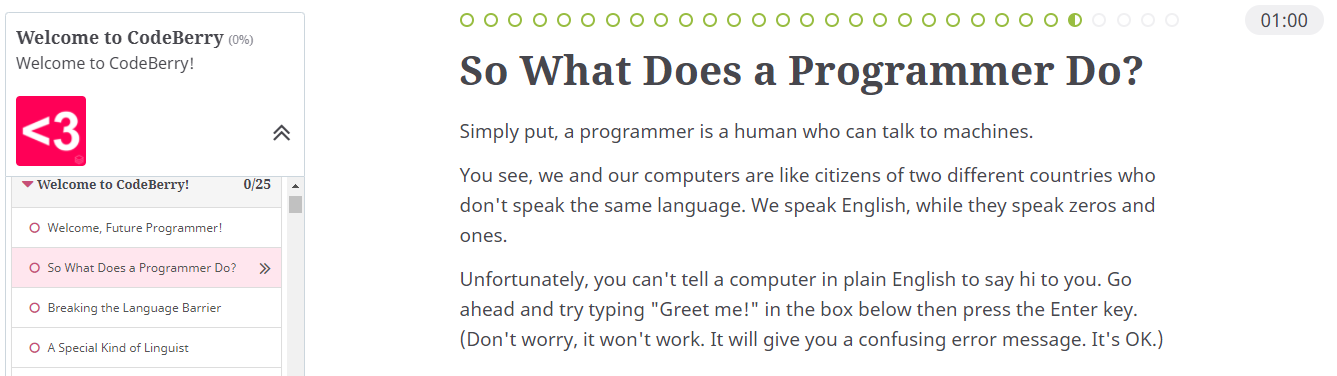 Welcome to CodeBerry (0%)
Welcome to CodeBerry!
<3
Welcome to CodeBerry! 0/25
Welcome, Future Programmer!
So What Does a Programmer Do?
Breaking the Language Barrier
A Special Kind of Linguist
01:00
So What Does a Programmer Do?
Simply put, a programmer is a human who can talk to machines.
You see, we and our computers are like citizens of two different countries who
don't speak the same language. We speak English, while they speak zeros and
ones.
Unfortunately, you can't tell a computer in plain English to say hi to you. Go
ahead and try typing "Greet me!" in the box below then press the Enter key.
(Don't worry, it won't work. It will give you a confusing error message. It's OK.)